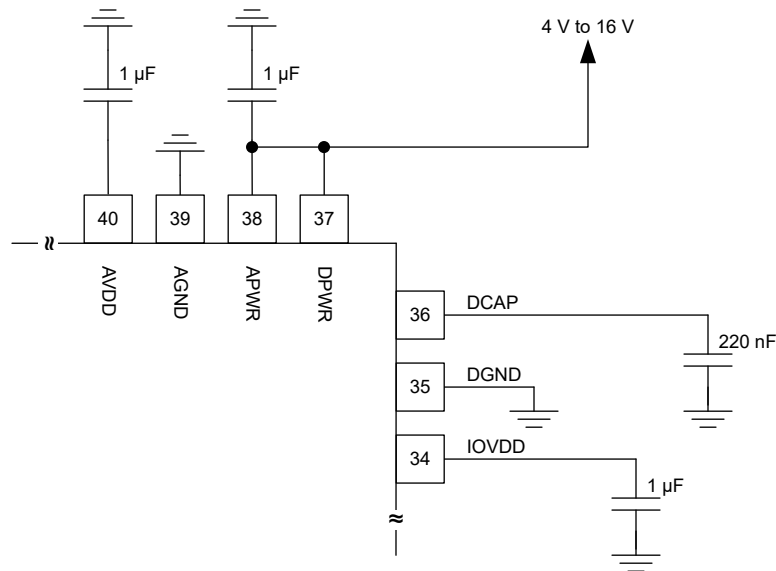 4 V to 16 V
1 µF
1 µF
40
39
38
37
AVDD
AGND
APWR
DPWR
36
DCAP
220 nF
35
DGND
34
IOVDD
1 µF